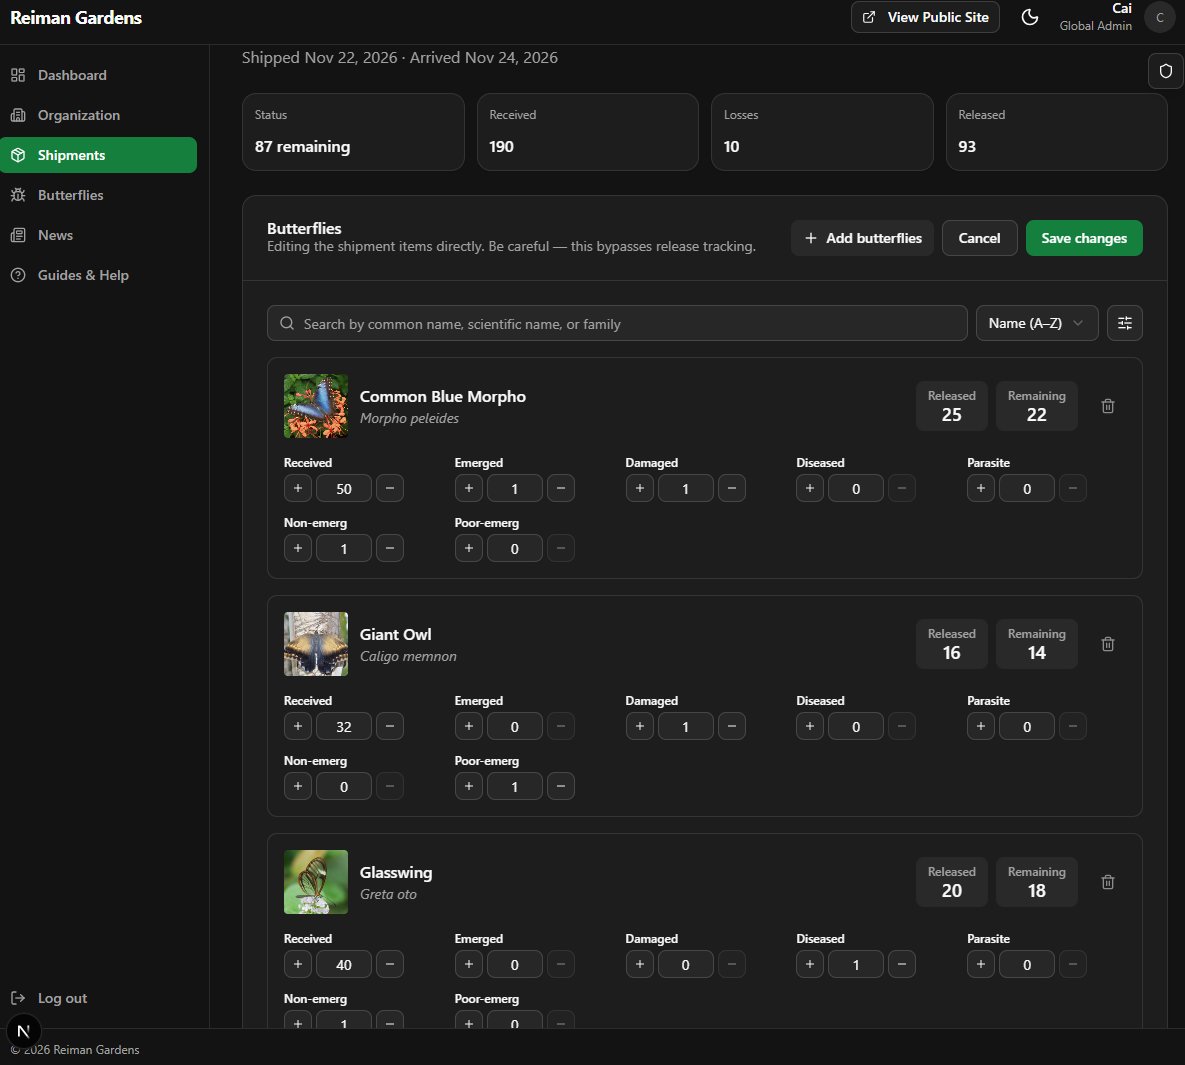 Reiman Gardens
View Public Site
Cai
Global Admin
C
Dashboard
Organization
Shipments
Butterflies
News
Guides & Help
Log out
N
© 2026 Reiman Gardens
Shipped Nov 22, 2026 · Arrived Nov 24, 2026
Status
87 remaining
Received
190
Losses
10
Released
93
Butterflies
Editing the shipment items directly. Be careful — this bypasses release tracking.
+ Add butterflies
Cancel
Save changes
Search by common name, scientific name, or family
Name (A–Z)
Common Blue Morpho
Morpho peleides
Released
25
Remaining
22
Received
+ 50 −
Emerged
+ 1 −
Damaged
+ 1 −
Diseased
+ 0 −
Parasite
+ 0 −
Non-emerg
+ 1 −
Poor-emerg
+ 0 −
Giant Owl
Caligo memnon
Released
16
Remaining
14
Received
+ 32 −
Emerged
+ 0 −
Damaged
+ 1 −
Diseased
+ 0 −
Parasite
+ 0 −
Non-emerg
+ 0 −
Poor-emerg
+ 1 −
Glasswing
Greta oto
Released
20
Remaining
18
Received
+ 40 −
Emerged
+ 0 −
Damaged
+ 0 −
Diseased
+ 1 −
Parasite
+ 0 −
Non-emerg
+ 1 −
Poor-emerg
+ 0 −